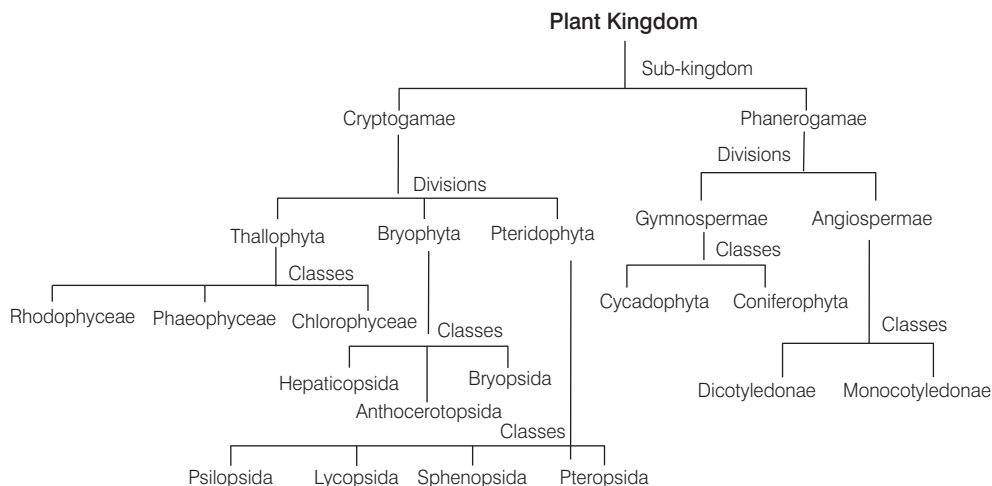 Plant Kingdom
Sub-kingdom
Cryptogamae
Phanerogamae
Divisions
Divisions
Thallophyta
Bryophyta
Pteridophyta
Gymnospermae
Angiospermae
Classes
Classes
Rhodophyceae
Phaeophyceae
Chlorophyceae
Cycadophyta
Coniferophyta
Classes
Classes
Hepaticopsida
Anthocerotopsida
Bryopsida
Dicotyledonae
Monocotyledonae
Classes
Psilopsida
Lycopsida
Sphenopsida
Pteropsida